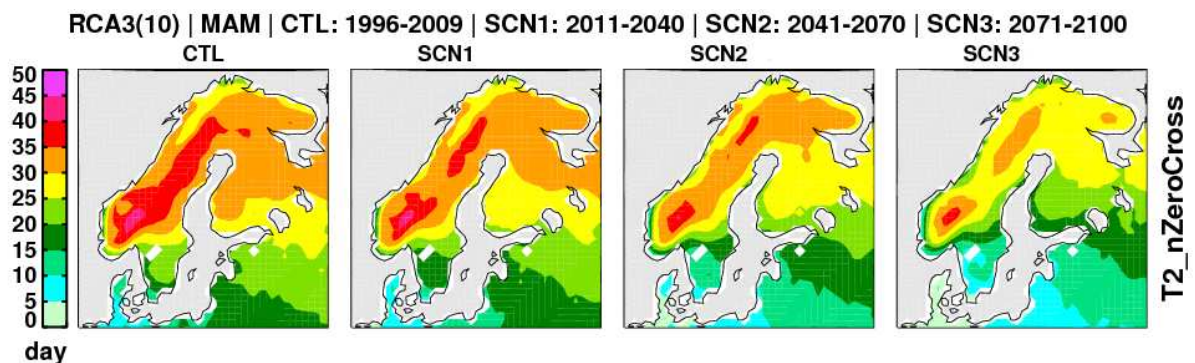 RCA3(10) | MAM | CTL: 1996-2009 | SCN1: 2011-2040 | SCN2: 2041-2070 | SCN3: 2071-2100
CTL SCN1 SCN2 SCN3
50
45
40
35
30
25
20
15
10
5
0
day
T2_nZeroCross